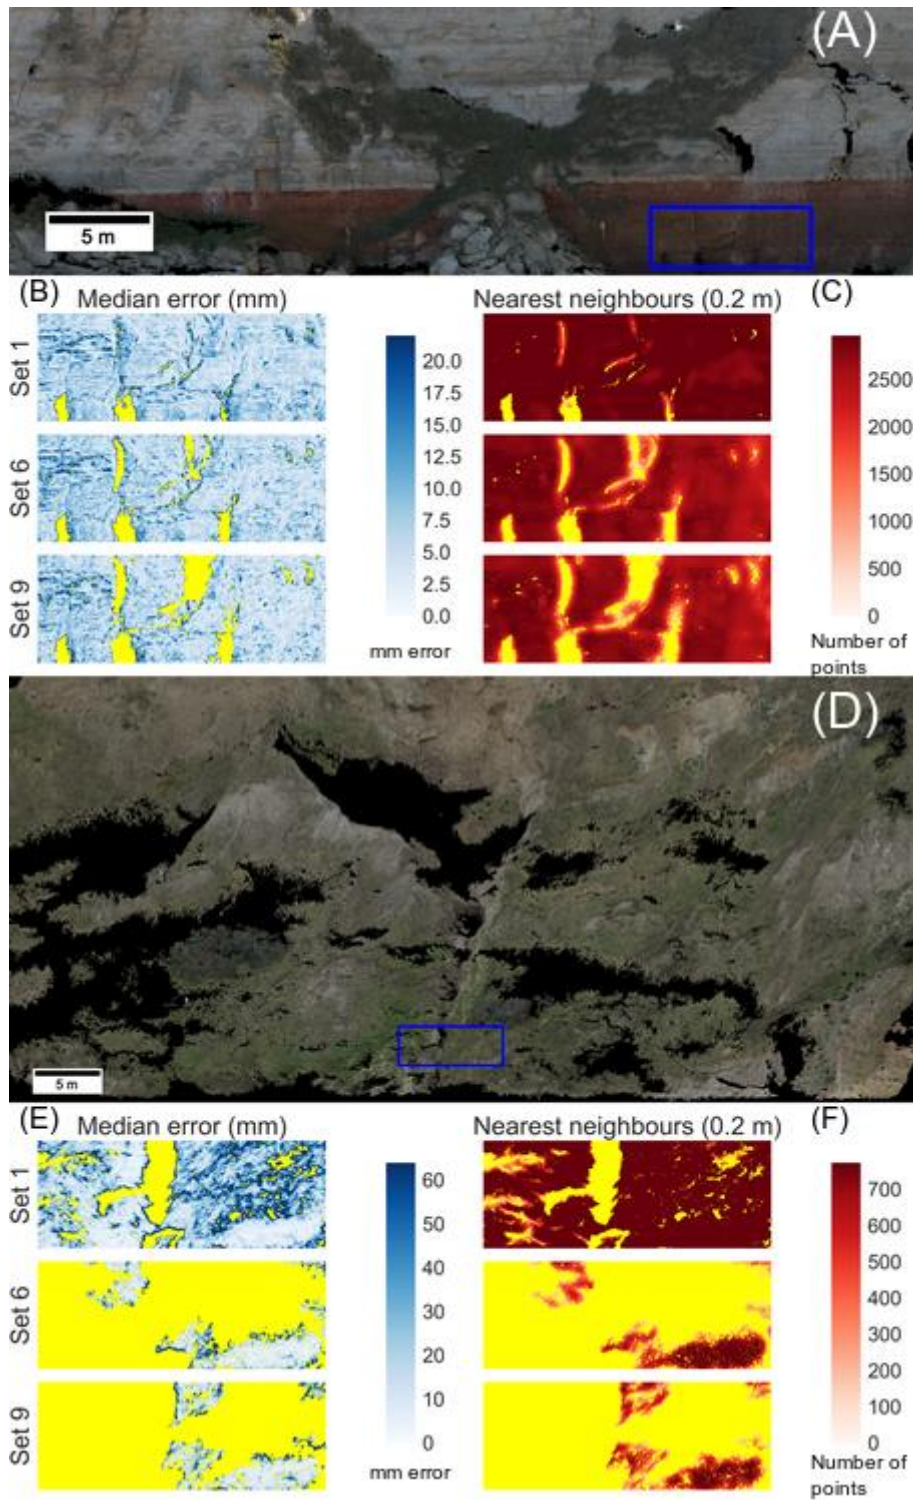 (A)
5 m
(B) Median error (mm)
Nearest neighbours (0.2 m) (C)
Set 1
Set 6
Set 9
20.0
17.5
15.0
12.5
10.0
7.5
5.0
2.5
0.0
mm error
2500
2000
1500
1000
500
0
Number of
points
(D)
5 m
(E) Median error (mm)
Nearest neighbours (0.2 m) (F)
Set 1
Set 6
Set 9
60
50
40
30
20
10
0
mm error
700
600
500
400
300
200
100
0
Number of
points